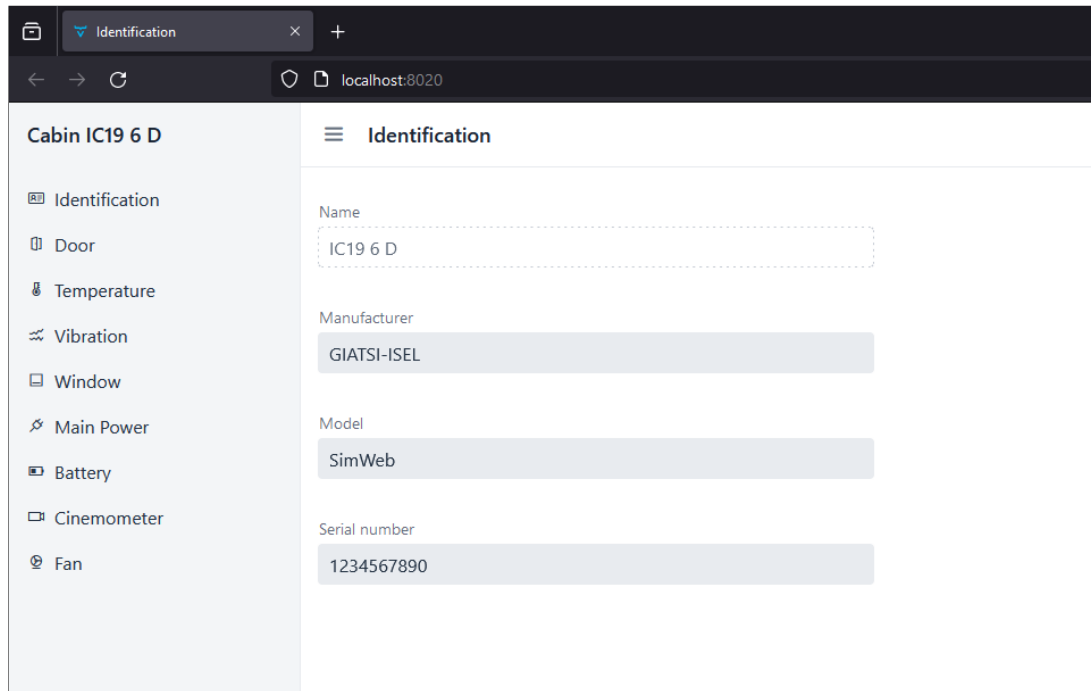 Identification
localhost:8020
Cabin IC19 6 D
Identification
Door
Temperature
Vibration
Window
Main Power
Battery
Cinemometer
Fan
Identification
Name
IC19 6 D
Manufacturer
GIATSI-ISEL
Model
SimWeb
Serial number
1234567890